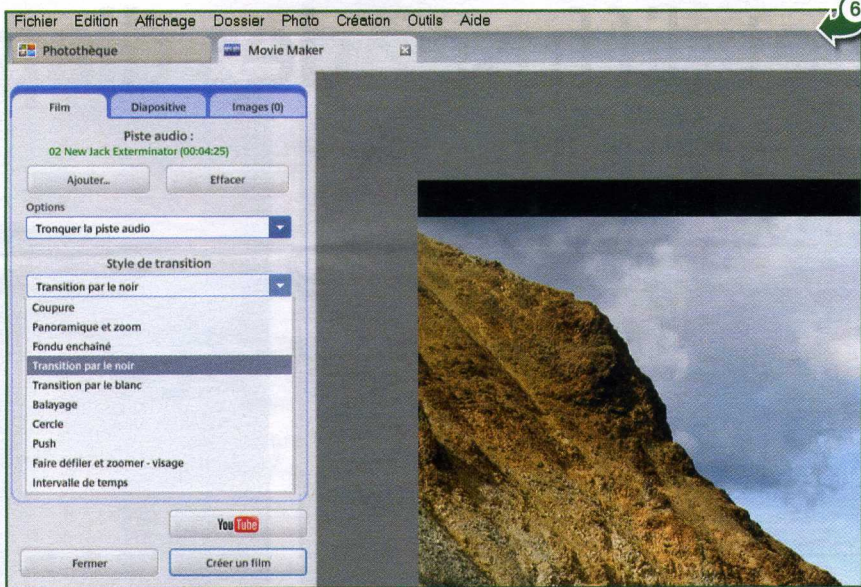 Fichier Edition Affichage Dossier Photo Création Outils Aide
6
Photothèque Movie Maker
Film Diapositive Images (0)
Piste audio :
02 New Jack Exterminator (00:04:25)
Ajouter... Effacer
Options
Tronquer la piste audio
Style de transition
Transition par le noir
Coupure
Panoramique et zoom
Fondu enchaîné
Transition par le noir
Transition par le blanc
Balayage
Cercle
Push
Faire défiler et zoomer - visage
Intervalle de temps
YouTube
Fermer Créer un film